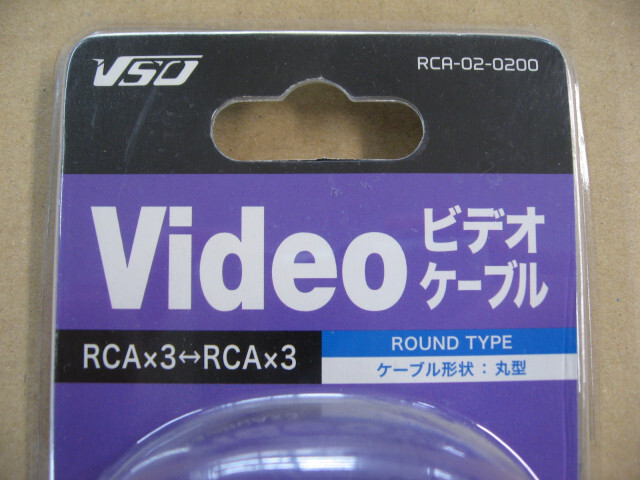 VSO
RCA-02-0200
Video
ビデオ
ケーブル
RCA×3↔RCA×3
ROUND TYPE
ケーブル形状：丸型